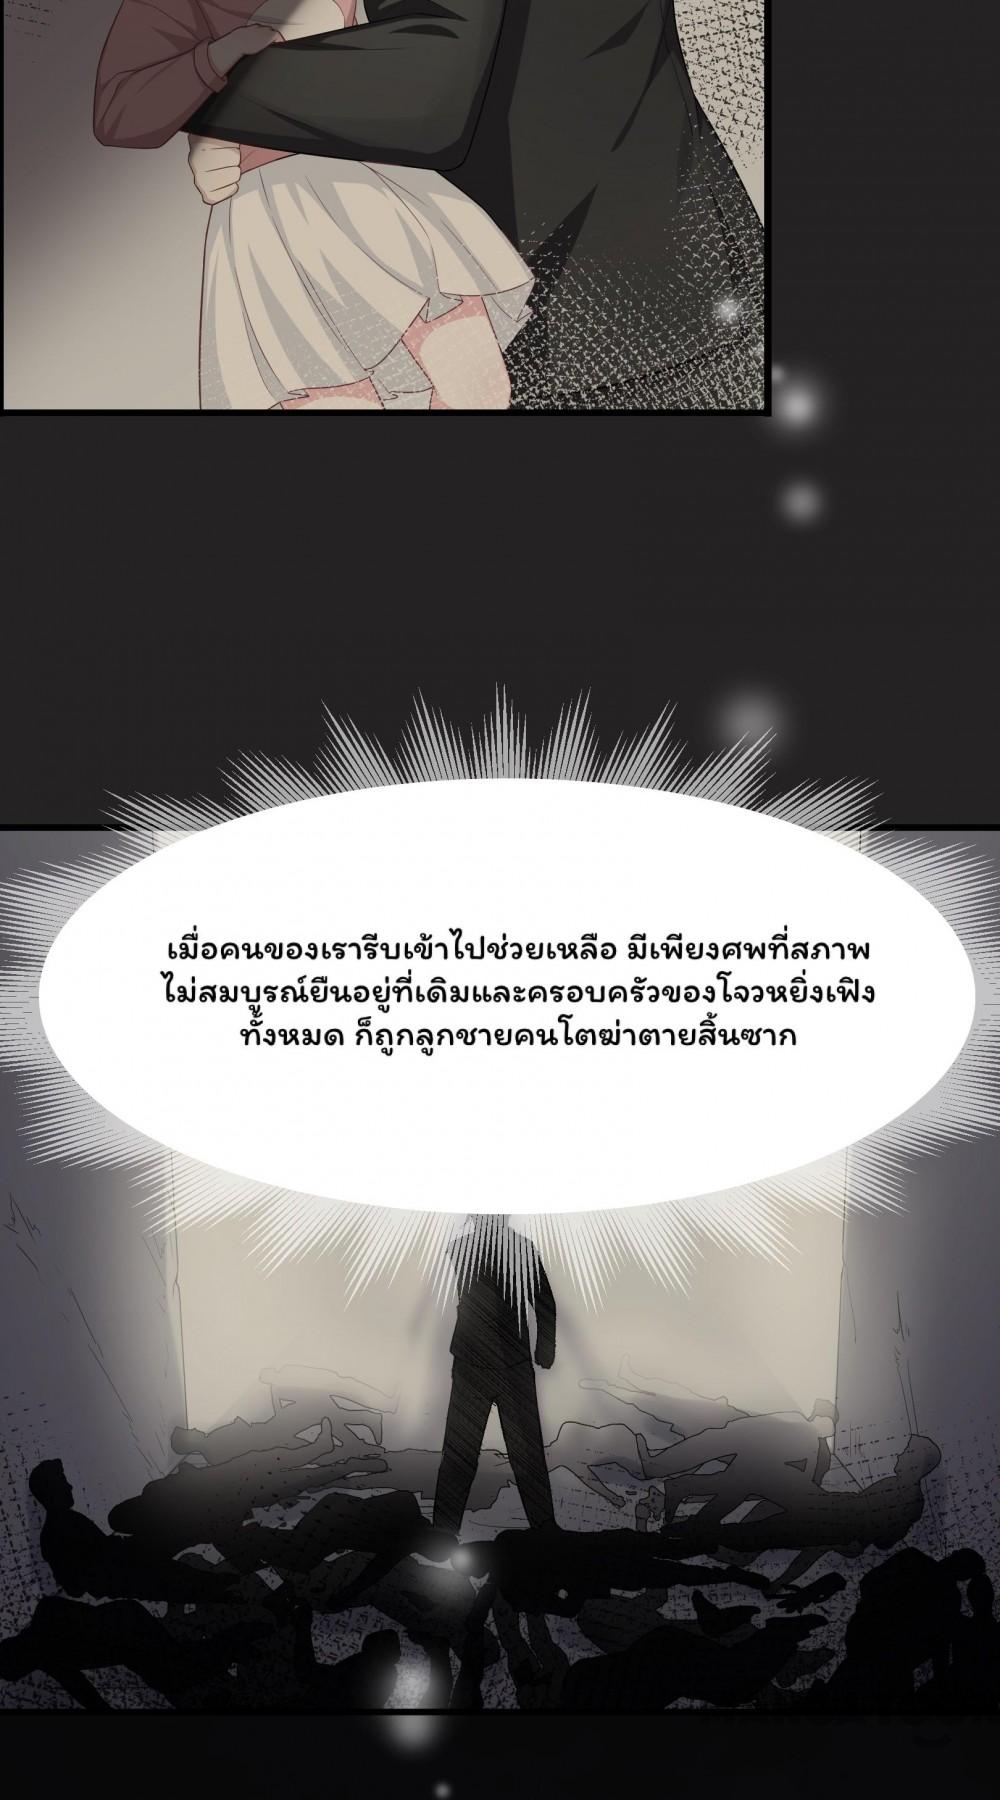 เมื่อคนของเรารีบเข้าไปช่วยเหลือ มีเพียงศพที่สภาพ
ไม่สมบูรณ์ยืนอยู่ที่เดิมและครอบครัวของโจวหยิ่งเฟิง
ทั้งหมด ก็ถูกลูกชายคนโตฆ่าตายสิ้นซาก